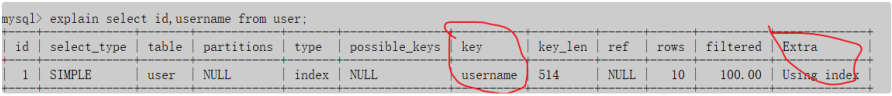 mysql> explain select id,username from user;
| id | select_type | table | partitions | type | possible_keys | key | key_len | ref | rows | filtered | Extra |
| 1 | SIMPLE | user | NULL | index | NULL | username | 514 | NULL | 10 | 100.00 | Using index |